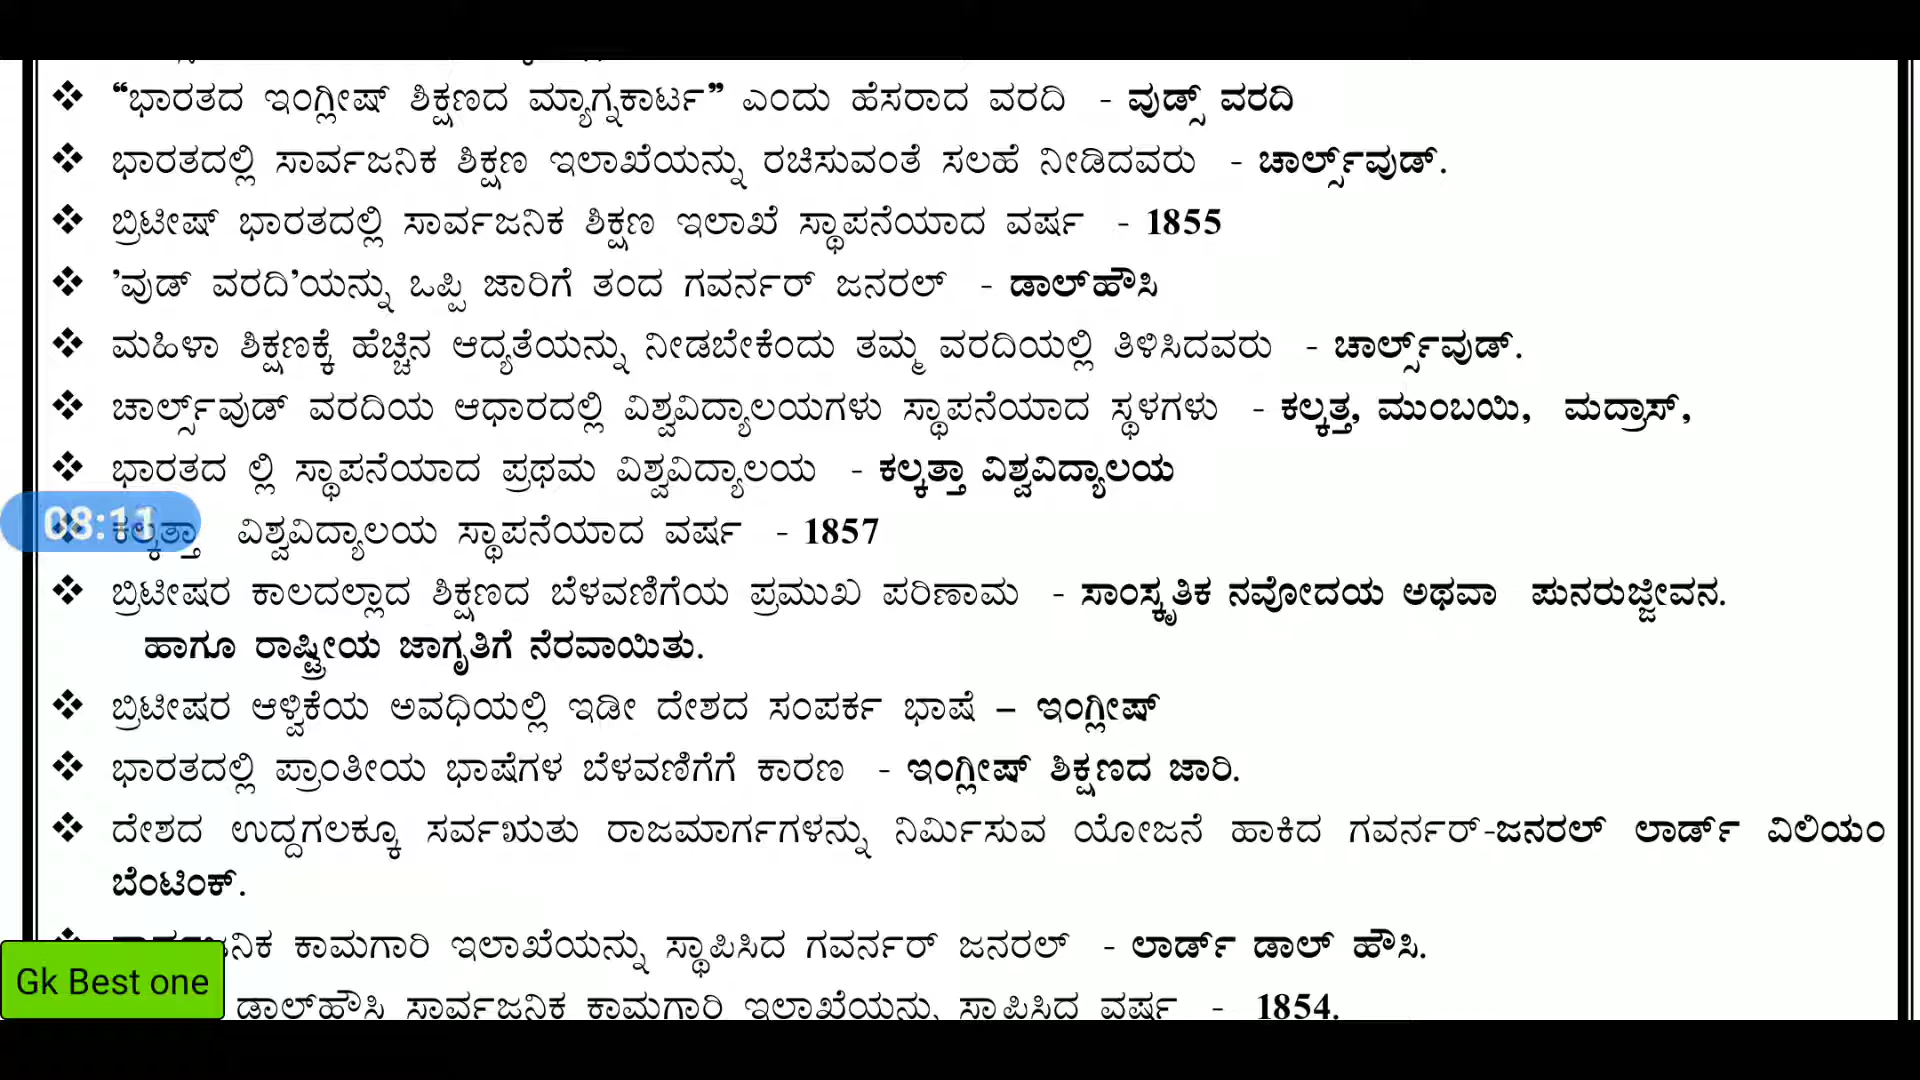 ❖ “ಭಾರತದ ಇಂಗ್ಲೀಷ್ ಶಿಕ್ಷಣದ ಮ್ಯಾಗ್ನಕಾರ್ಟ” ಎಂದು ಹೆಸರಾದ ವರದಿ - ವುಡ್ಸ್ ವರದಿ
❖ ಭಾರತದಲ್ಲಿ ಸಾರ್ವಜನಿಕ ಶಿಕ್ಷಣ ಇಲಾಖೆಯನ್ನು ರಚಿಸುವಂತೆ ಸಲಹೆ ನೀಡಿದವರು - ಚಾರ್ಲ್ಸ್‌ವುಡ್.
❖ ಬ್ರಿಟೀಷ್ ಭಾರತದಲ್ಲಿ ಸಾರ್ವಜನಿಕ ಶಿಕ್ಷಣ ಇಲಾಖೆ ಸ್ಥಾಪನೆಯಾದ ವರ್ಷ - 1855
❖ ’ವುಡ್ ವರದಿ’ಯನ್ನು ಒಪ್ಪಿ ಜಾರಿಗೆ ತಂದ ಗವರ್ನರ್ ಜನರಲ್ - ಡಾಲ್‌ಹೌಸಿ
❖ ಮಹಿಳಾ ಶಿಕ್ಷಣಕ್ಕೆ ಹೆಚ್ಚಿನ ಆದ್ಯತೆಯನ್ನು ನೀಡಬೇಕೆಂದು ತಮ್ಮ ವರದಿಯಲ್ಲಿ ತಿಳಿಸಿದವರು - ಚಾರ್ಲ್ಸ್‌ವುಡ್.
❖ ಚಾರ್ಲ್ಸ್‌ವುಡ್ ವರದಿಯ ಆಧಾರದಲ್ಲಿ ವಿಶ್ವವಿದ್ಯಾಲಯಗಳು ಸ್ಥಾಪನೆಯಾದ ಸ್ಥಳಗಳು - ಕಲ್ಕತ್ತ, ಮುಂಬಯಿ, ಮದ್ರಾಸ್,
❖ ಭಾರತದ ಲ್ಲಿ ಸ್ಥಾಪನೆಯಾದ ಪ್ರಥಮ ವಿಶ್ವವಿದ್ಯಾಲಯ - ಕಲ್ಕತ್ತಾ ವಿಶ್ವವಿದ್ಯಾಲಯ
08:11
❖ ಕಲ್ಕತ್ತಾ ವಿಶ್ವವಿದ್ಯಾಲಯ ಸ್ಥಾಪನೆಯಾದ ವರ್ಷ - 1857
❖ ಬ್ರಿಟೀಷರ ಕಾಲದಲ್ಲಾದ ಶಿಕ್ಷಣದ ಬೆಳವಣಿಗೆಯ ಪ್ರಮುಖ ಪರಿಣಾಮ - ಸಾಂಸ್ಕೃತಿಕ ನವೋದಯ ಅಥವಾ ಪುನರುಜ್ಜೀವನ.
ಹಾಗೂ ರಾಷ್ಟ್ರೀಯ ಜಾಗೃತಿಗೆ ನೆರವಾಯಿತು.
❖ ಬ್ರಿಟೀಷರ ಆಳ್ವಿಕೆಯ ಅವಧಿಯಲ್ಲಿ ಇಡೀ ದೇಶದ ಸಂಪರ್ಕ ಭಾಷೆ – ಇಂಗ್ಲೀಷ್
❖ ಭಾರತದಲ್ಲಿ ಪ್ರಾಂತೀಯ ಭಾಷೆಗಳ ಬೆಳವಣಿಗೆಗೆ ಕಾರಣ - ಇಂಗ್ಲೀಷ್ ಶಿಕ್ಷಣದ ಜಾರಿ.
❖ ದೇಶದ ಉದ್ದಗಲಕ್ಕೂ ಸರ್ವಋತು ರಾಜಮಾರ್ಗಗಳನ್ನು ನಿರ್ಮಿಸುವ ಯೋಜನೆ ಹಾಕಿದ ಗವರ್ನರ್-ಜನರಲ್ ಲಾರ್ಡ್ ವಿಲಿಯಂ
ಬೆಂಟಿಂಕ್.
ಕಾಮಗಾರಿ ಇಲಾಖೆಯನ್ನು ಸ್ಥಾಪಿಸಿದ ಗವರ್ನರ್ ಜನರಲ್ - ಲಾರ್ಡ್ ಡಾಲ್ ಹೌಸಿ.
Gk Best one
ಡಾಲ್‌ಹೌಸಿ ಸಾರ್ವಜನಿಕ ಕಾಮಗಾರಿ ಇಲಾಖೆಯನ್ನು ಸ್ಥಾಪಿಸಿದ ವರ್ಷ - 1854.